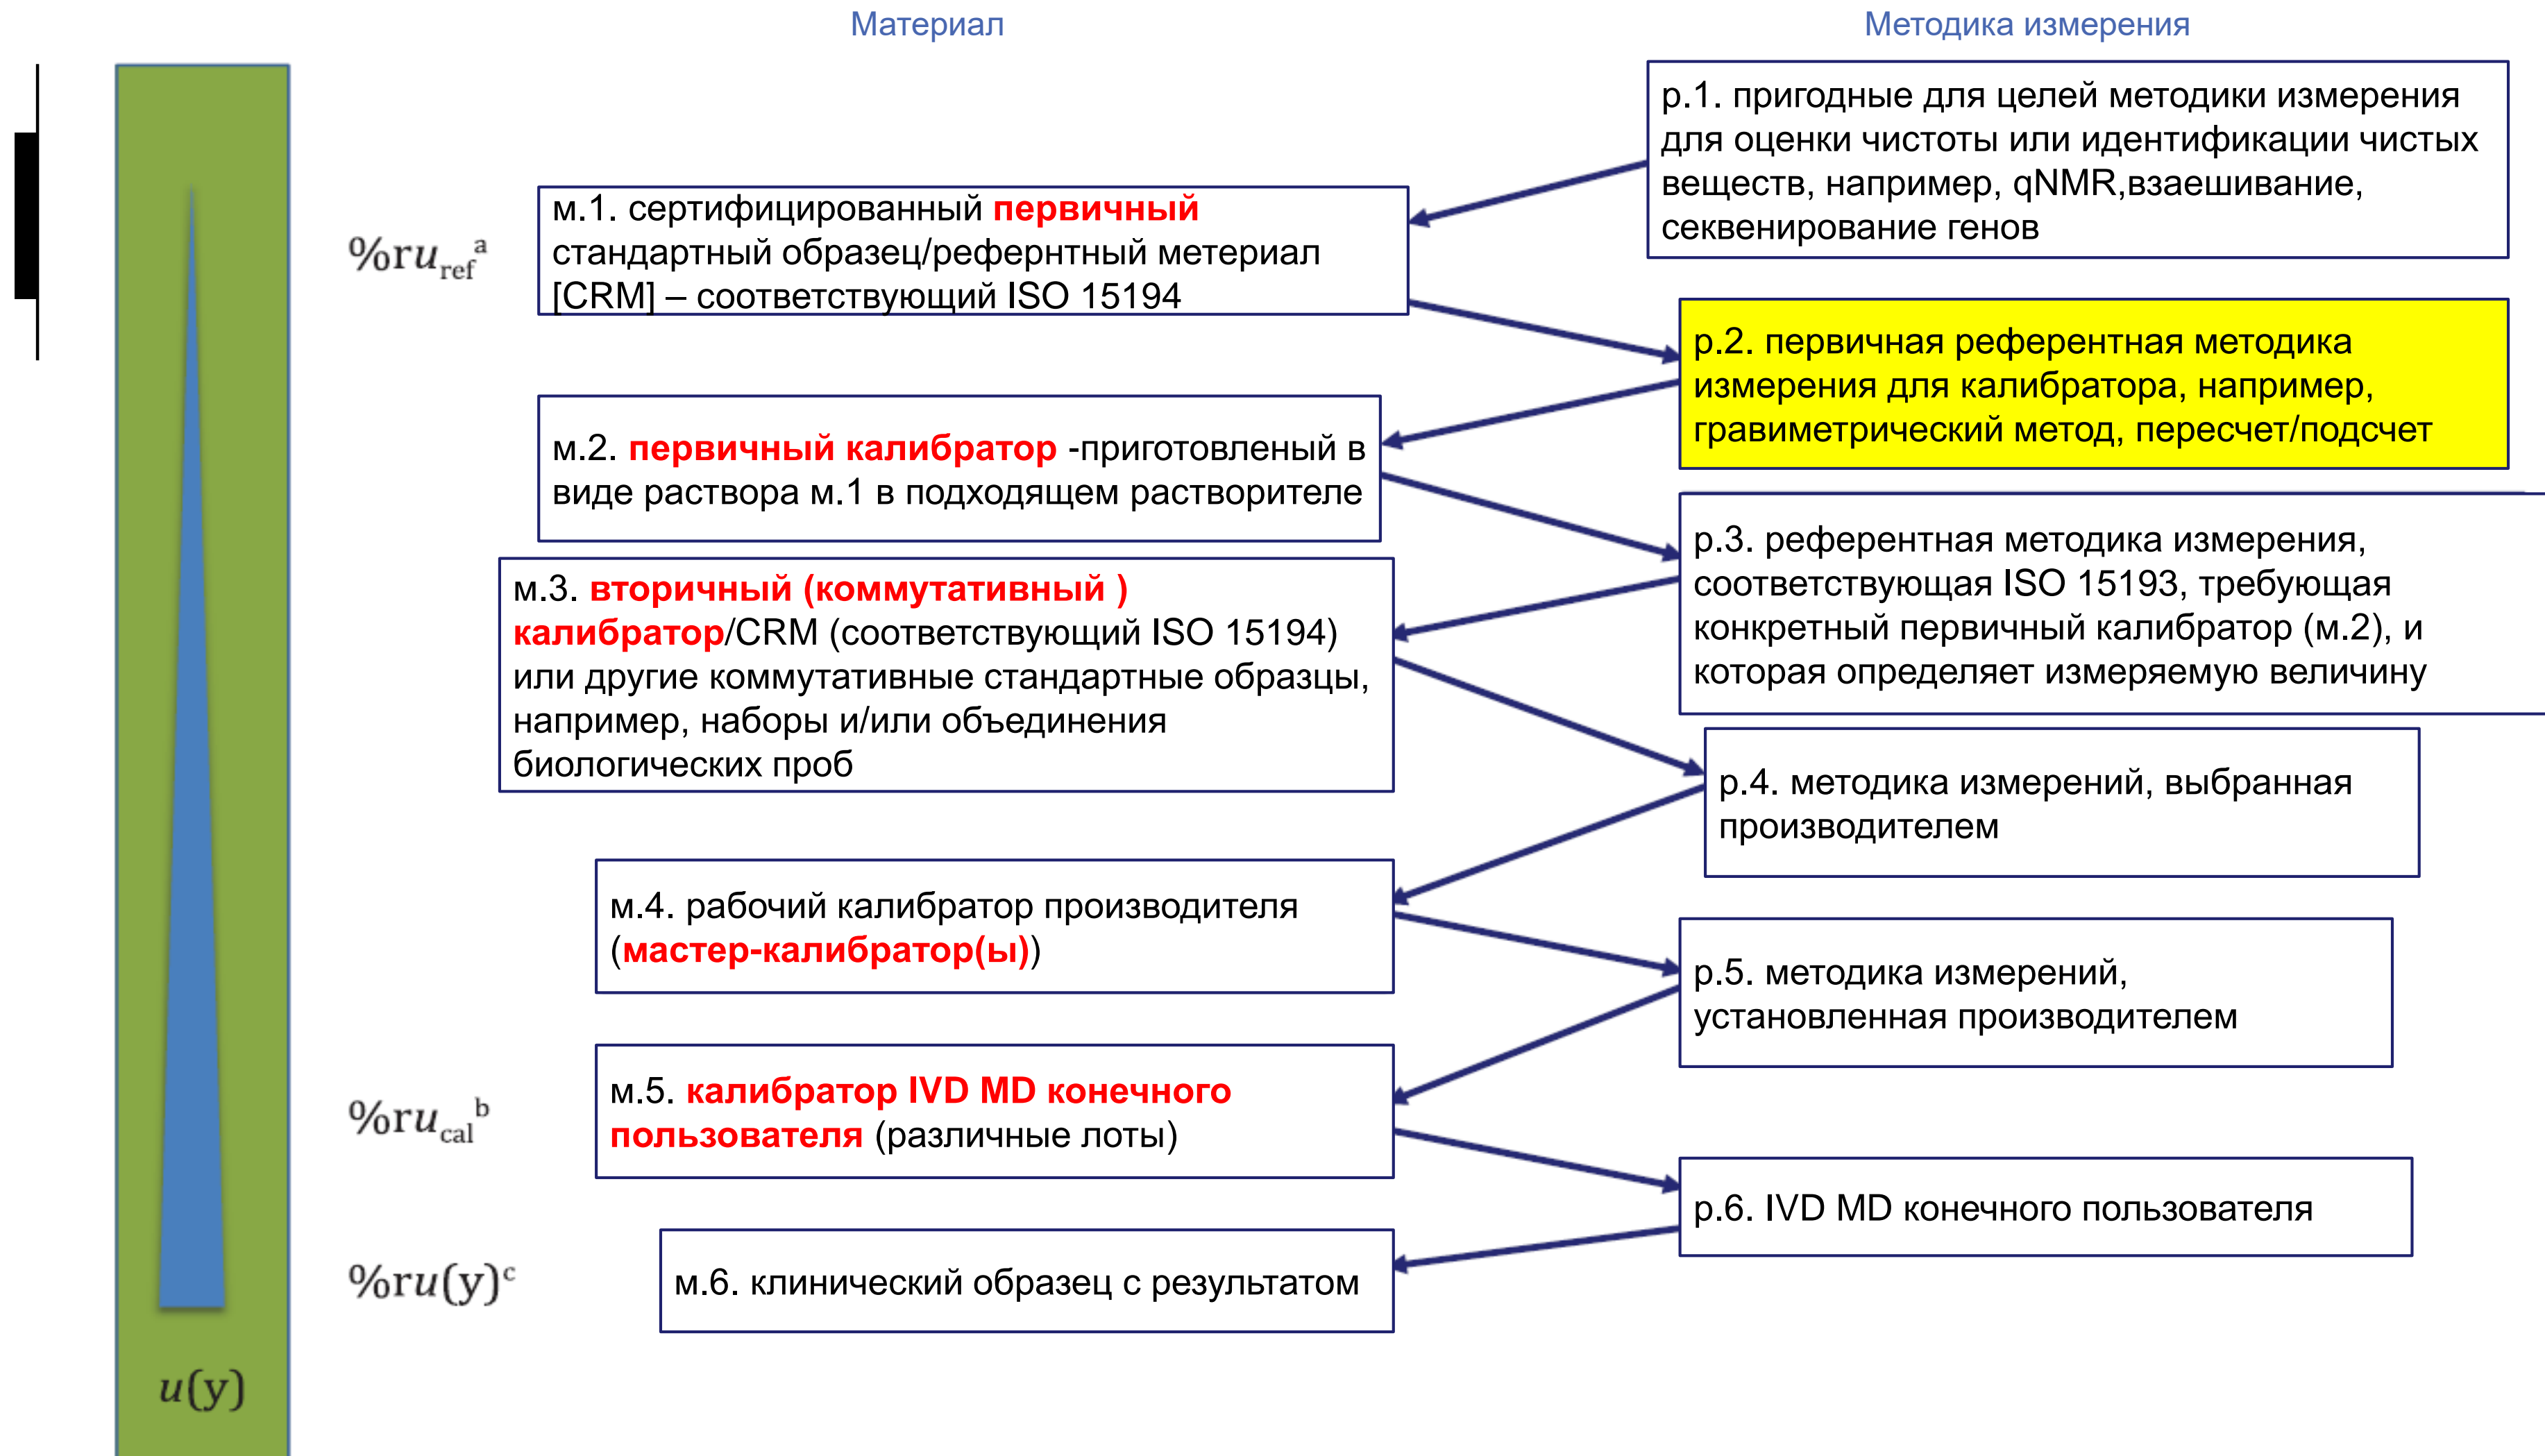 Материал
Методика измерения
р.1. пригодные для целей методики измерения
для оценки чистоты или идентификации чистых
веществ, например, qNMR,взаешивание,
секвенирование генов
%ru_ref^a
м.1. сертифицированный первичный
стандартный образец/рефернтный метериал
[CRM] – соответствующий ISO 15194
р.2. первичная референтная методика
измерения для калибратора, например,
гравиметрический метод, пересчет/подсчет
м.2. первичный калибратор -приготовленый в
виде раствора м.1 в подходящем растворителе
р.3. референтная методика измерения,
соответствующая ISO 15193, требующая
конкретный первичный калибратор (м.2), и
которая определяет измеряемую величину
м.3. вторичный (коммутативный )
калибратор/CRM (соответствующий ISO 15194)
или другие коммутативные стандартные образцы,
например, наборы и/или объединения
биологических проб
р.4. методика измерений, выбранная
производителем
м.4. рабочий калибратор производителя
(мастер-калибратор(ы))
р.5. методика измерений,
установленная производителем
%ru_cal^b
м.5. калибратор IVD MD конечного
пользователя (различные лоты)
р.6. IVD MD конечного пользователя
%ru(y)^c
м.6. клинический образец с результатом
u(y)